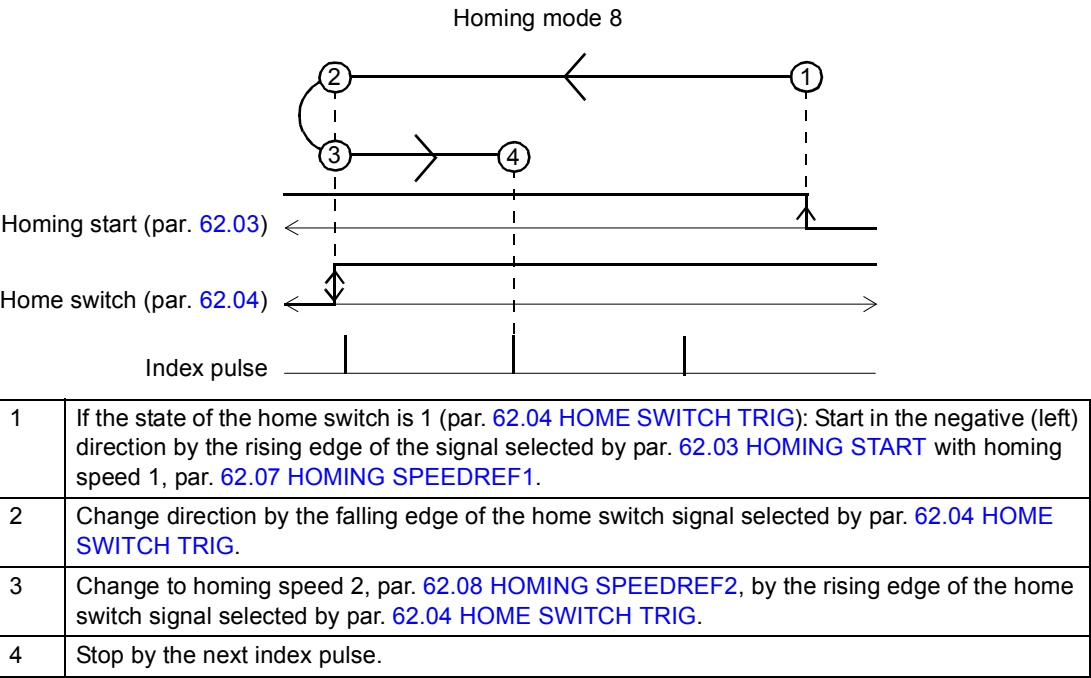 Homing mode 8
2
1
3
4
Homing start (par. 62.03)
Home switch (par. 62.04)
Index pulse
1 If the state of the home switch is 1 (par. 62.04 HOME SWITCH TRIG): Start in the negative (left)
direction by the rising edge of the signal selected by par. 62.03 HOMING START with homing
speed 1, par. 62.07 HOMING SPEEDREF1.
2 Change direction by the falling edge of the home switch signal selected by par. 62.04 HOME
SWITCH TRIG.
3 Change to homing speed 2, par. 62.08 HOMING SPEEDREF2, by the rising edge of the home
switch signal selected by par. 62.04 HOME SWITCH TRIG.
4 Stop by the next index pulse.